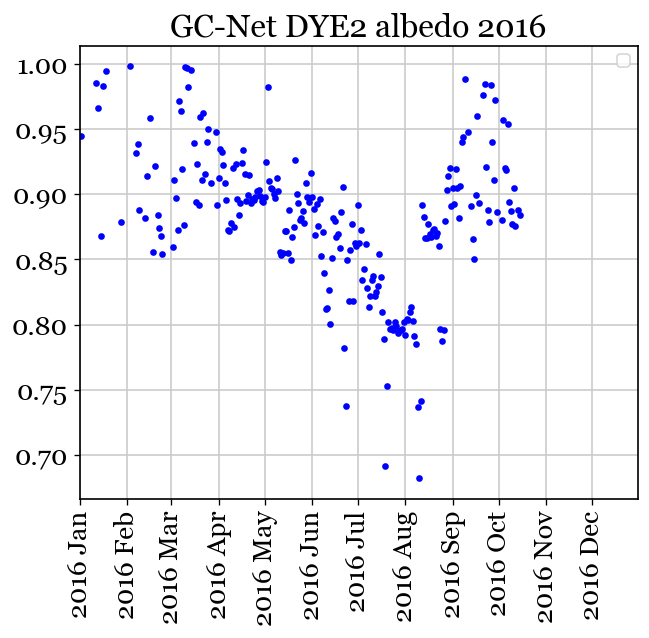 GC-Net DYE2 albedo 2016
1.00
0.95
0.90
0.85
0.80
0.75
0.70
2016 Jan
2016 Feb
2016 Mar
2016 Apr
2016 May
2016 Jun
2016 Jul
2016 Aug
2016 Sep
2016 Oct
2016 Nov
2016 Dec